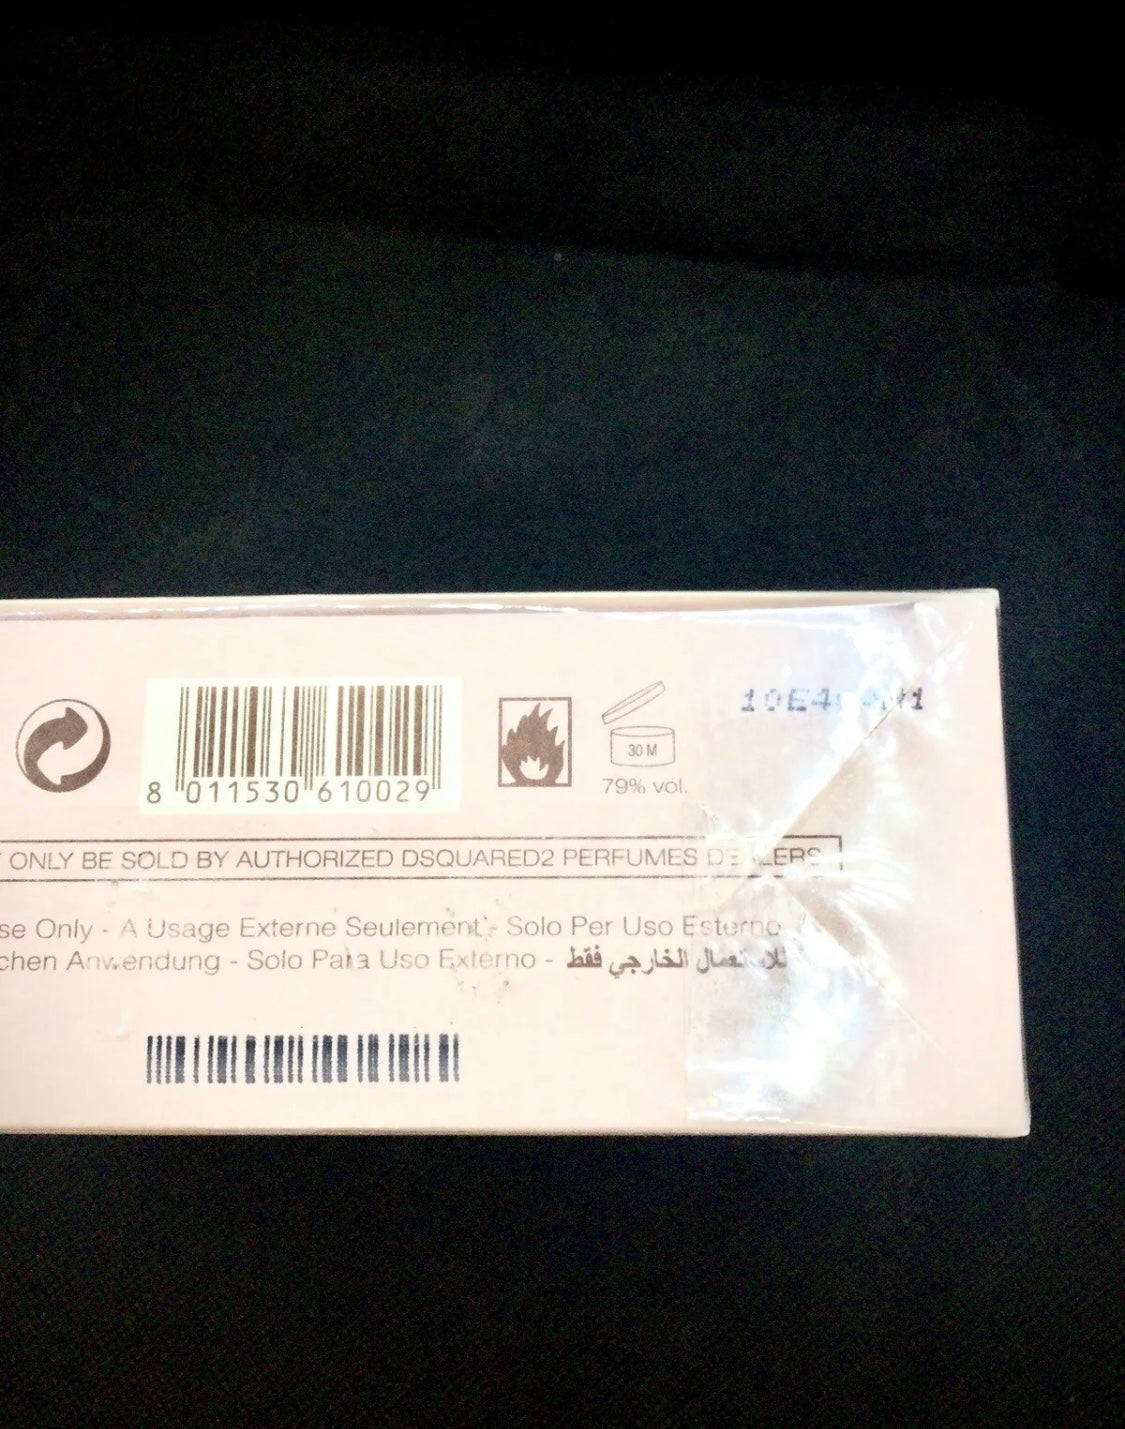 30 M
79% vol.
8 011530 610029
ONLY BE SOLD BY AUTHORIZED DSQUARED2 PERFUMES DEALERS
se Only - A Usage Externe Seulement - Solo Per Uso Esterno
chen Anwendung - Solo Para Uso Externo - للاستعمال الخارجي فقط